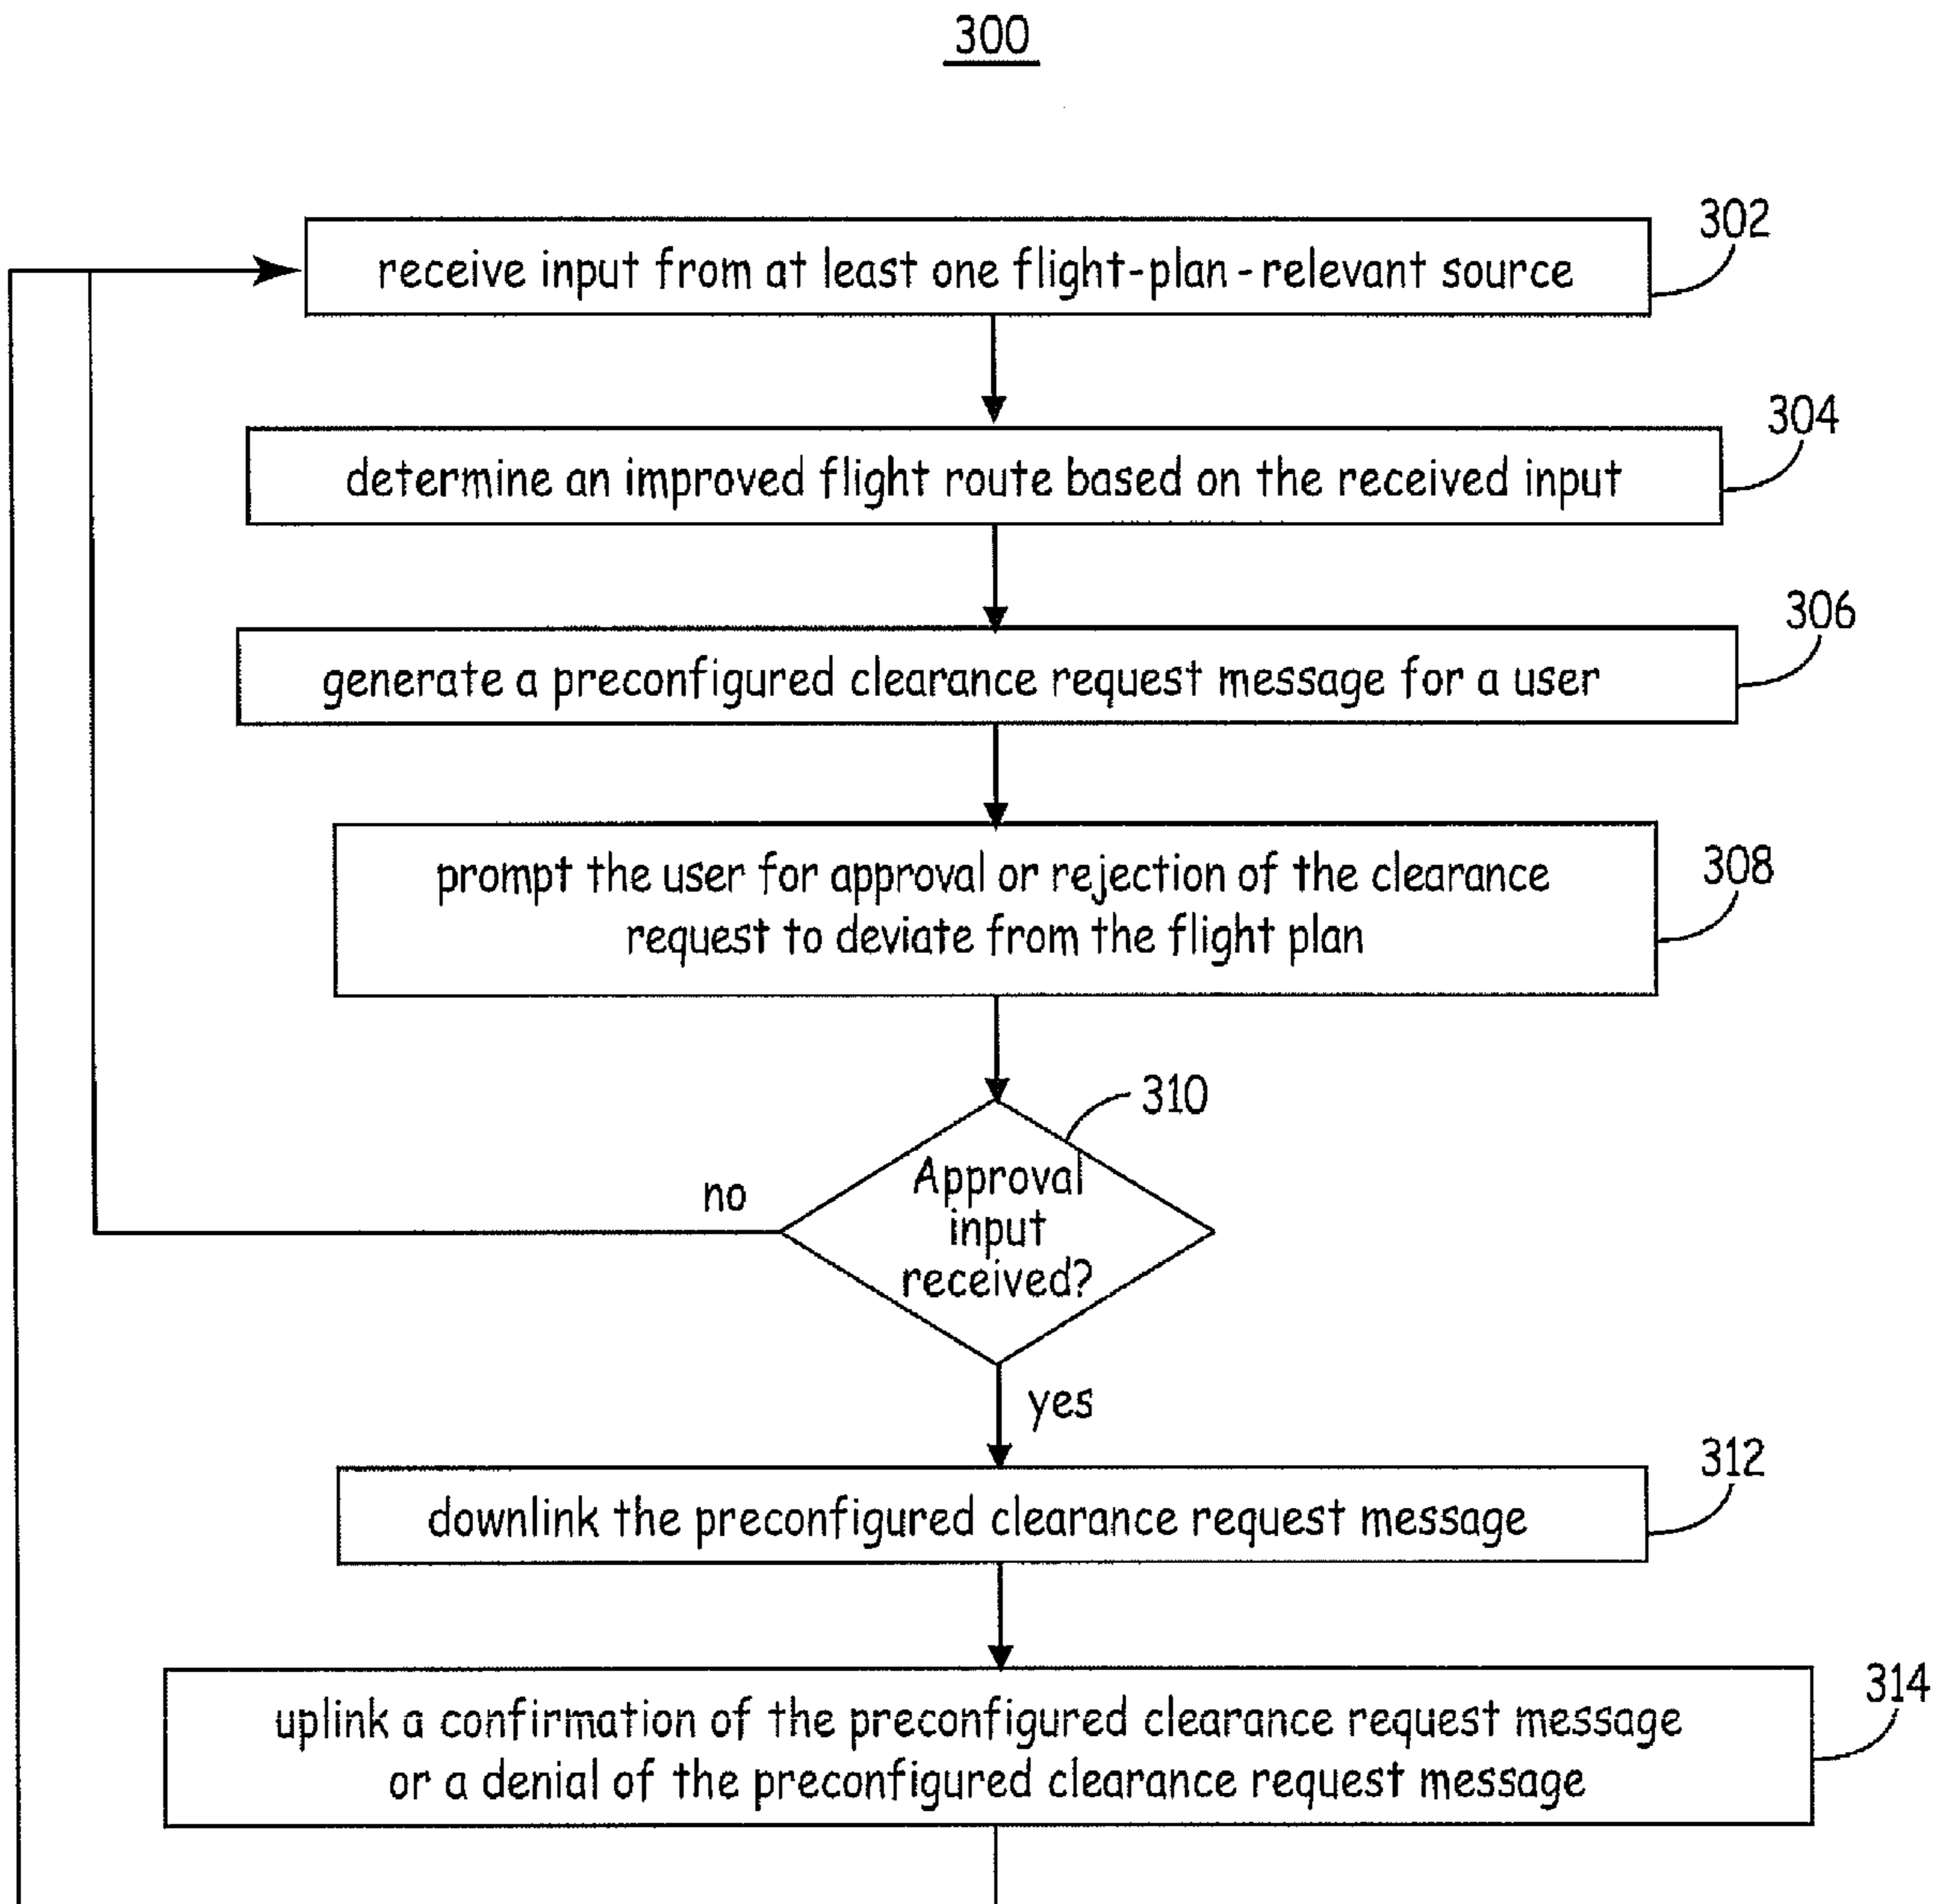 300
302
receive input from at least one flight-plan-relevant source
304
determine an improved flight route based on the received input
306
generate a preconfigured clearance request message for a user
308
prompt the user for approval or rejection of the clearance
request to deviate from the flight plan
310
Approval
input
received?
no
yes
312
downlink the preconfigured clearance request message
314
uplink a confirmation of the preconfigured clearance request message
or a denial of the preconfigured clearance request message